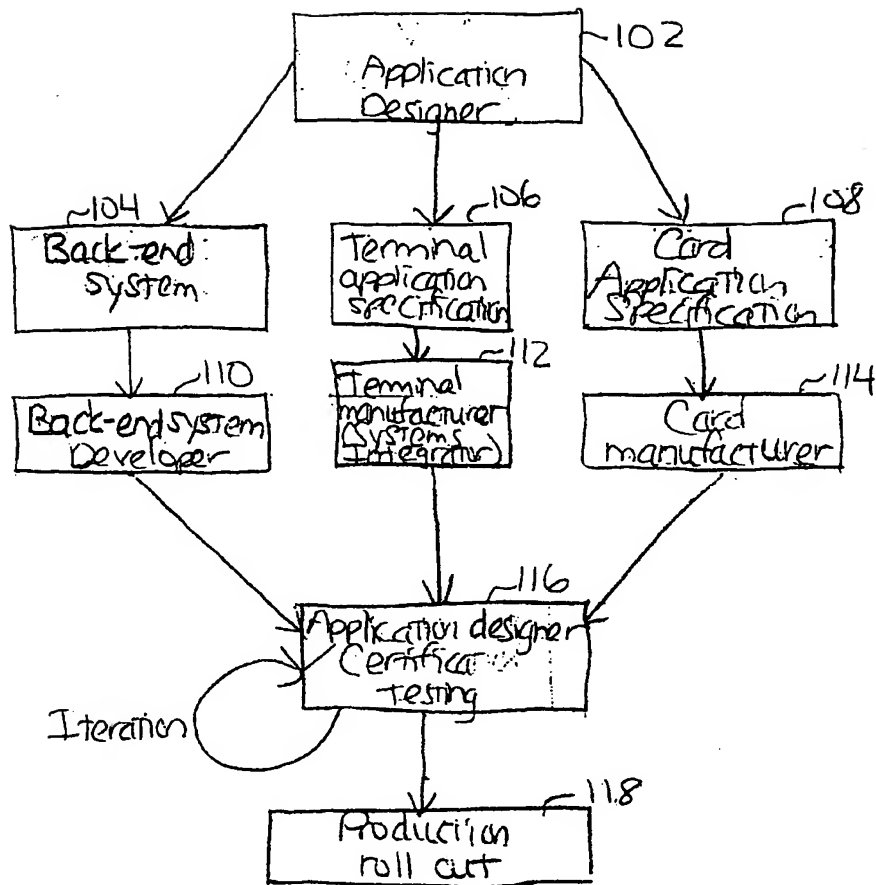 102
Application
Designer
104
106
108
Back-end
system
Terminal
application
specification
Card
Application
Specification
110
112
114
Back-end system
Developer
Terminal
manufacturer
(systems
Integrator)
Card
manufacturer
116
Application designer
Testing
Iteration
118
Production
roll out